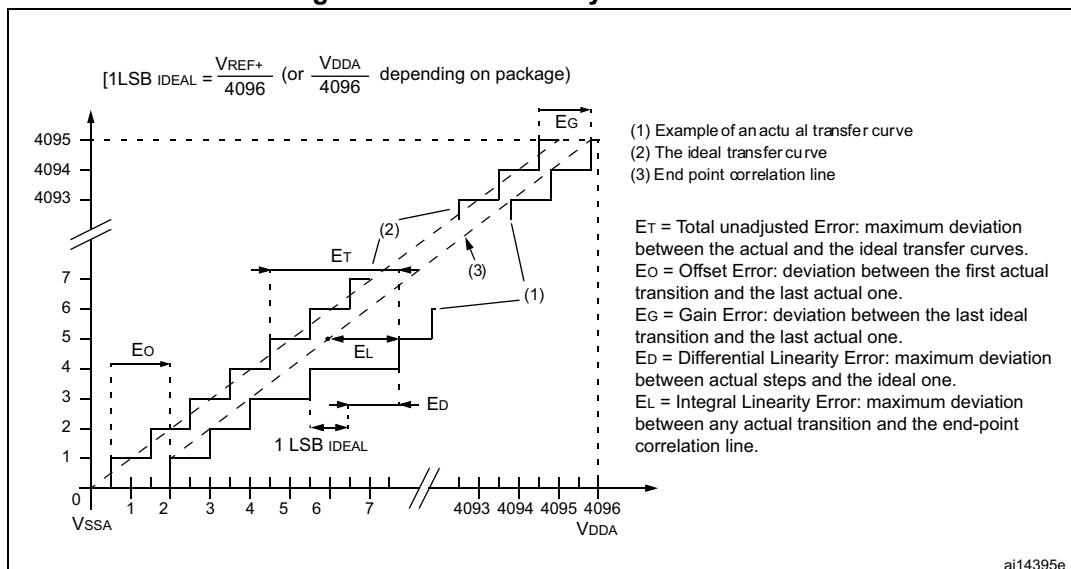 [1LSB IDEAL = VREF+/4096 (or VDDA/4096 depending on package)
EG
(1) Example of an actu al transfer curve
(2) The ideal transfer curve
(3) End point correlation line
4095
4094
4093
(2)
ET = Total unadjusted Error: maximum deviation
between the actual and the ideal transfer curves.
EO = Offset Error: deviation between the first actual
transition and the last actual one.
EG = Gain Error: deviation between the last ideal
transition and the last actual one.
ED = Differential Linearity Error: maximum deviation
between actual steps and the ideal one.
EL = Integral Linearity Error: maximum deviation
between any actual transition and the end-point
correlation line.
ET
(3)
(1)
7
6
5
4
3
2
1
0
EO
EL
ED
1 LSB IDEAL
1 2 3 4 5 6 7 4093 4094 4095 4096
VSSA
VDDA
ai14395e